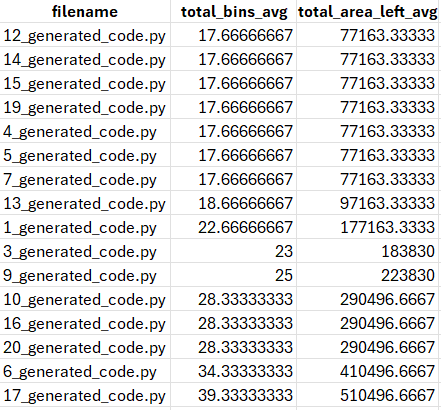 filename total_bins_avg total_area_left_avg
12_generated_code.py 17.66666667 77163.33333
14_generated_code.py 17.66666667 77163.33333
15_generated_code.py 17.66666667 77163.33333
19_generated_code.py 17.66666667 77163.33333
4_generated_code.py 17.66666667 77163.33333
5_generated_code.py 17.66666667 77163.33333
7_generated_code.py 17.66666667 77163.33333
13_generated_code.py 18.66666667 97163.33333
1_generated_code.py 22.66666667 177163.3333
3_generated_code.py 23 183830
9_generated_code.py 25 223830
10_generated_code.py 28.33333333 290496.6667
16_generated_code.py 28.33333333 290496.6667
20_generated_code.py 28.33333333 290496.6667
6_generated_code.py 34.33333333 410496.6667
17_generated_code.py 39.33333333 510496.6667